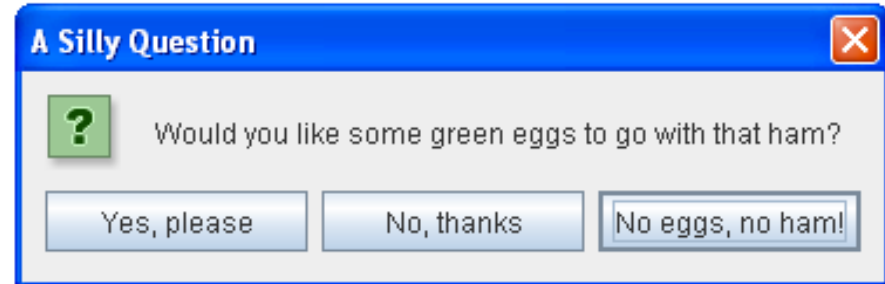 A Silly Question
?
Would you like some green eggs to go with that ham?
Yes, please
No, thanks
No eggs, no ham!